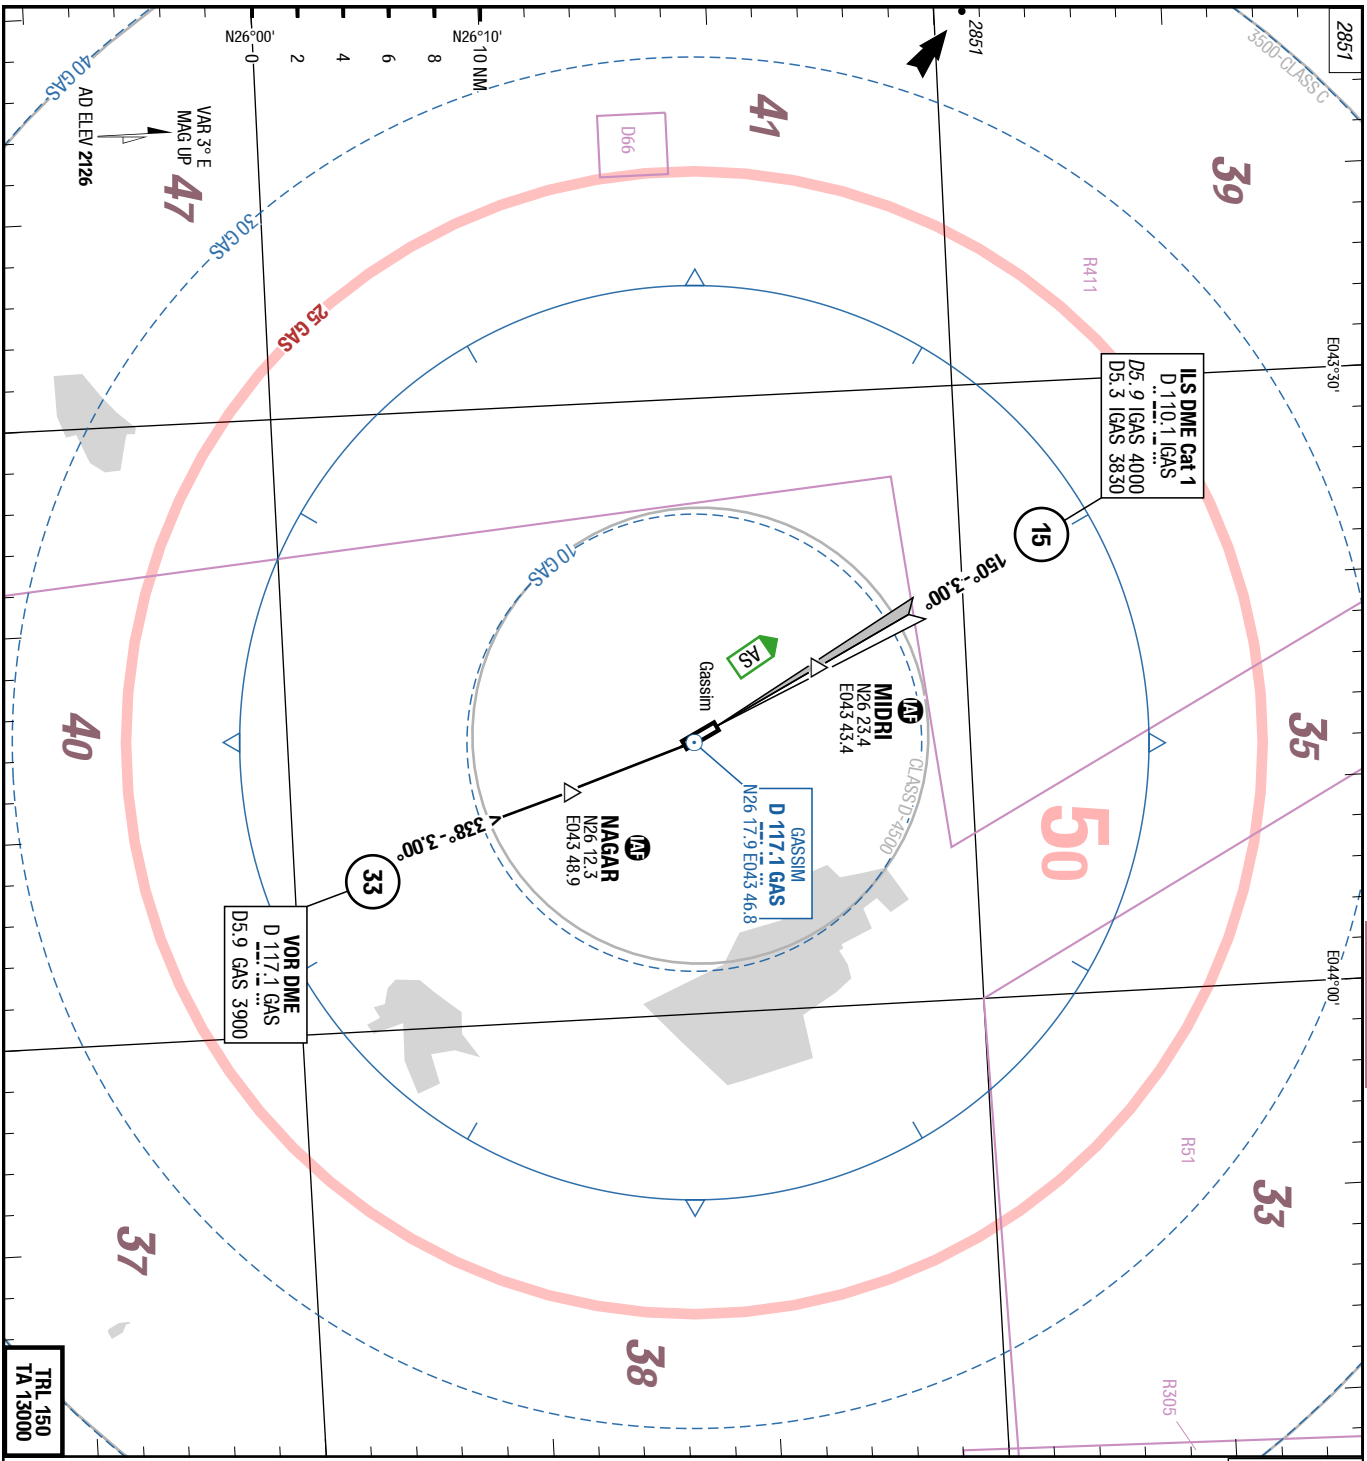 2851
2851
3500-CLASS C
39
41
D66
R411
N26°00'
N26°10'
0
2
4
6
8
10 NM
40 GAS
VAR 3° E
MAG UP
AD ELEV 2126
47
30 GAS
25 GAS
E043°30'
ILS DME Cat 1
D 110.1 IGAS
D5.9 IGAS 4000
D5.3 IGAS 3830
15
150°-3.00°
10 GAS
AS
Gassim
IAF
MIDRI
N26 23.4
E043 43.4
CLASS D-4500
35
50
GASSIM
D 117.1 GAS
N26 17.9 E043 46.8
IAF
NAGAR
N26 12.3
E043 48.9
< 338°-3.00°
33
40
VOR DME
D 117.1 GAS
D5.9 GAS 3900
E044°00'
R51
33
37
38
R305
TRL 150
TA 13000